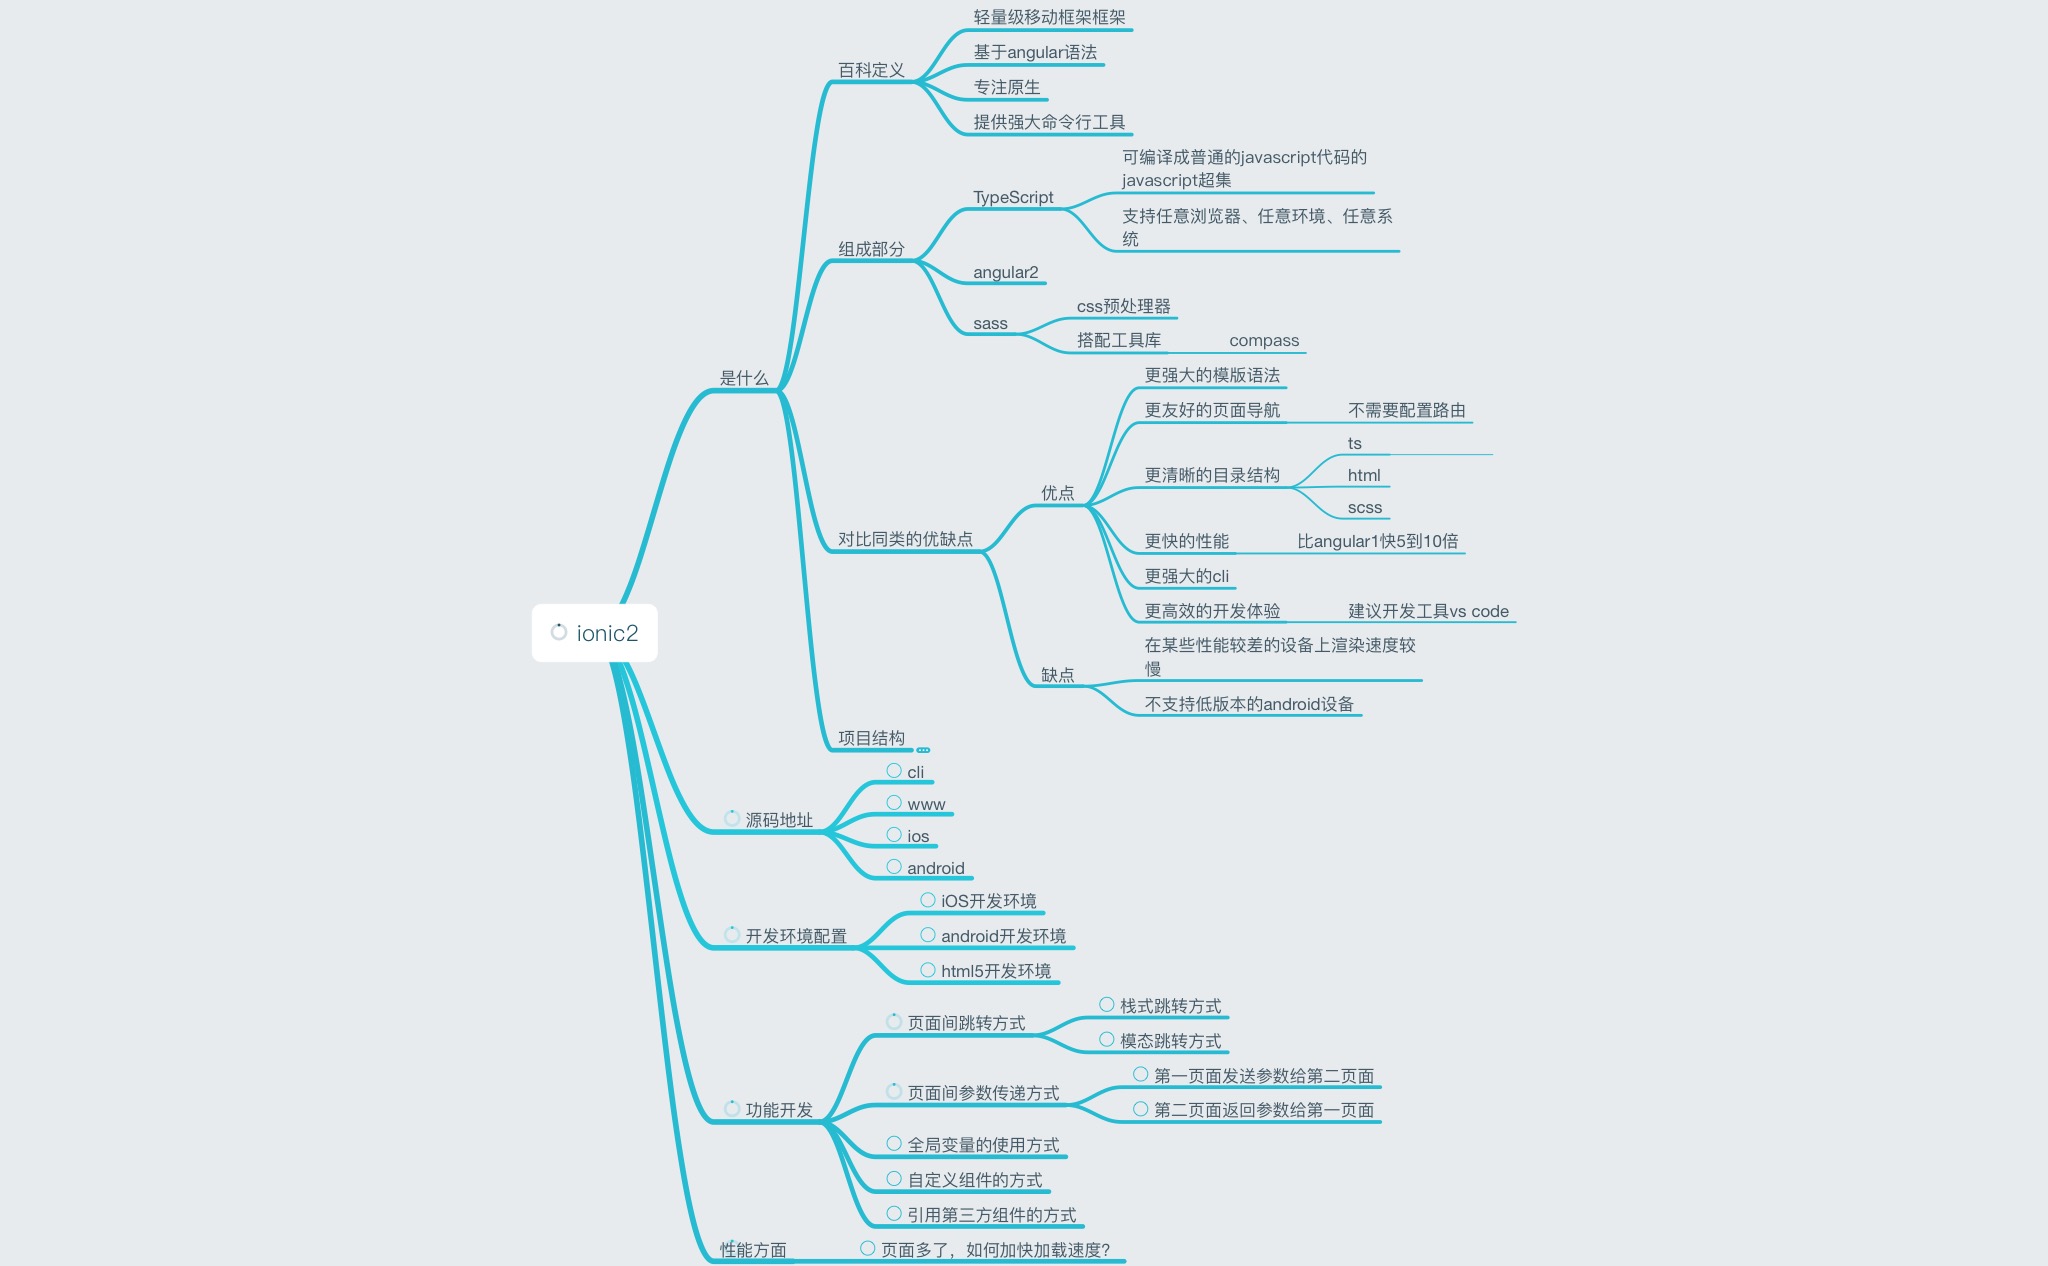 轻量级移动框架框架
基于angular语法
百科定义
专注原生
提供强大命令行工具
可编译成普通的javascript代码的
javascript超集
TypeScript
支持任意浏览器、任意环境、任意系
统
组成部分
angular2
css预处理器
sass
搭配工具库
compass
是什么
更强大的模版语法
更友好的页面导航
不需要配置路由
ts
更清晰的目录结构
html
优点
scss
对比同类的优缺点
更快的性能
比angular1快5到10倍
更强大的cli
更高效的开发体验
建议开发工具vs code
ionic2
在某些性能较差的设备上渲染速度较
慢
缺点
不支持低版本的android设备
项目结构
cli
www
源码地址
ios
android
iOS开发环境
开发环境配置
android开发环境
html5开发环境
栈式跳转方式
页面间跳转方式
模态跳转方式
第一页面发送参数给第二页面
页面间参数传递方式
功能开发
第二页面返回参数给第一页面
全局变量的使用方式
自定义组件的方式
引用第三方组件的方式
性能方面
页面多了，如何加快加载速度？